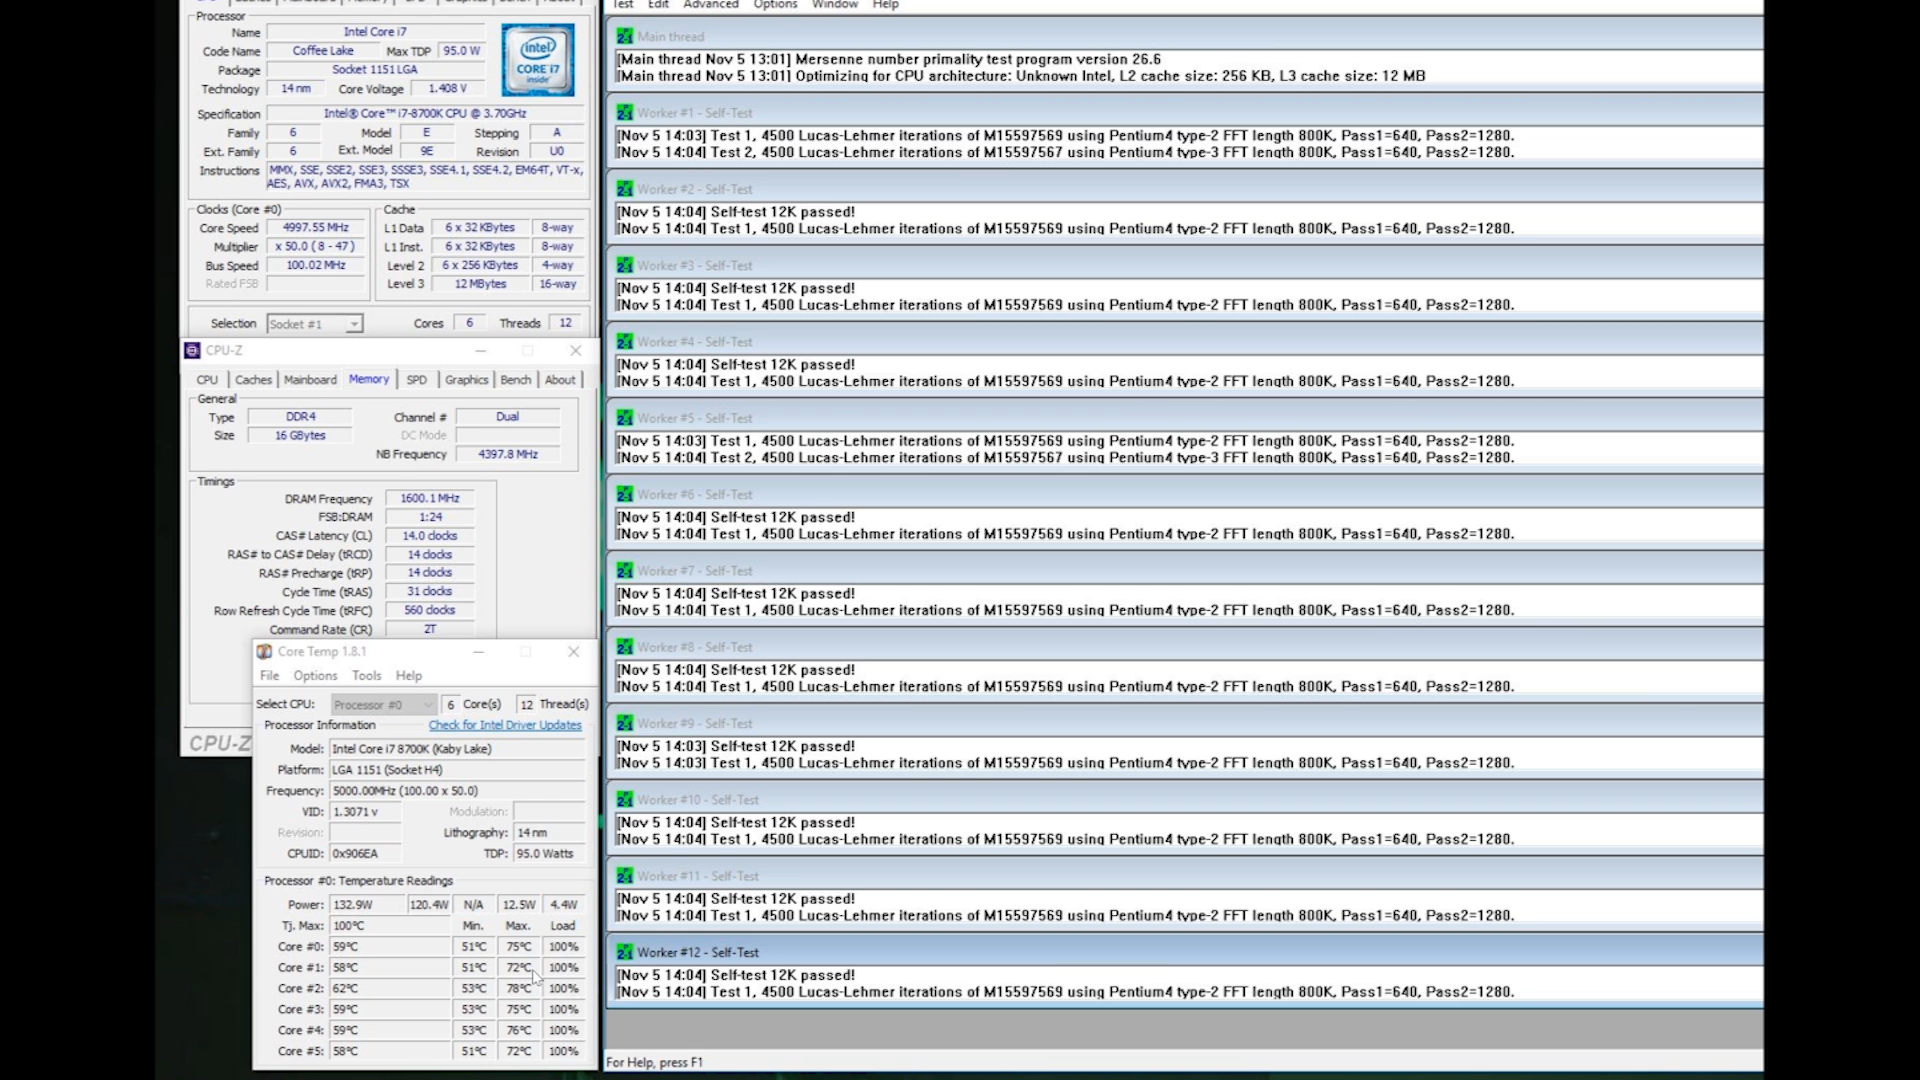 Processor
Name Intel Core i7
Code Name Coffee Lake Max TDP 95.0 W
Package Socket 1151 LGA
Technology 14 nm Core Voltage 1.408 V
intel
CORE i7
inside
Specification Intel® Core™ i7-8700K CPU @ 3.70GHz
Family 6 Model E Stepping A
Ext. Family 6 Ext. Model 9E Revision U0
Instructions MMX, SSE, SSE2, SSE3, SSSE3, SSE4.1, SSE4.2, EM64T, VT-x,
AES, AVX, AVX2, FMA3, TSX
Clocks (Core #0)
Core Speed 4997.55 MHz
Multiplier x 50.0 ( 8 - 47 )
Bus Speed 100.02 MHz
Rated FSB
Cache
L1 Data 6 x 32 KBytes 8-way
L1 Inst. 6 x 32 KBytes 8-way
Level 2 6 x 256 KBytes 4-way
Level 3 12 MBytes 16-way
Selection Socket #1 Cores 6 Threads 12
CPU-Z
CPU Caches Mainboard Memory SPD Graphics Bench About
General
Type DDR4 Channel # Dual
Size 16 GBytes DC Mode
NB Frequency 4397.8 MHz
Timings
DRAM Frequency 1600.1 MHz
FSB:DRAM 1:24
CAS# Latency (CL) 14.0 clocks
RAS# to CAS# Delay (tRCD) 14 clocks
RAS# Precharge (tRP) 14 clocks
Cycle Time (tRAS) 31 clocks
Row Refresh Cycle Time (tRFC) 560 clocks
Command Rate (CR) 2T
CPU-Z
Core Temp 1.8.1
File Options Tools Help
Select CPU: Processor #0 6 Core(s) 12 Thread(s)
Processor Information Check for Intel Driver Updates
Model: Intel Core i7 8700K (Kaby Lake)
Platform: LGA 1151 (Socket H4)
Frequency: 5000.00MHz (100.00 x 50.0)
VID: 1.3071 v Modulation:
Revision: Lithography: 14 nm
CPUID: 0x906EA TDP: 95.0 Watts
Processor #0: Temperature Readings
Power: 132.9W 120.4W N/A 12.5W 4.4W
Tj. Max: 100°C Min. Max. Load
Core #0: 59°C 51°C 75°C 100%
Core #1: 58°C 51°C 72°C 100%
Core #2: 62°C 53°C 78°C 100%
Core #3: 59°C 53°C 75°C 100%
Core #4: 59°C 53°C 76°C 100%
Core #5: 58°C 51°C 72°C 100%
Test Edit Advanced Options Window Help
Main thread
[Main thread Nov 5 13:01] Mersenne number primality test program version 26.6
[Main thread Nov 5 13:01] Optimizing for CPU architecture: Unknown Intel, L2 cache size: 256 KB, L3 cache size: 12 MB
Worker #1 - Self-Test
[Nov 5 14:03] Test 1, 4500 Lucas-Lehmer iterations of M15597569 using Pentium4 type-2 FFT length 800K, Pass1=640, Pass2=1280.
[Nov 5 14:04] Test 2, 4500 Lucas-Lehmer iterations of M15597567 using Pentium4 type-3 FFT length 800K, Pass1=640, Pass2=1280.
Worker #2 - Self-Test
[Nov 5 14:04] Self-test 12K passed!
[Nov 5 14:04] Test 1, 4500 Lucas-Lehmer iterations of M15597569 using Pentium4 type-2 FFT length 800K, Pass1=640, Pass2=1280.
Worker #3 - Self-Test
[Nov 5 14:04] Self-test 12K passed!
[Nov 5 14:04] Test 1, 4500 Lucas-Lehmer iterations of M15597569 using Pentium4 type-2 FFT length 800K, Pass1=640, Pass2=1280.
Worker #4 - Self-Test
[Nov 5 14:04] Self-test 12K passed!
[Nov 5 14:04] Test 1, 4500 Lucas-Lehmer iterations of M15597569 using Pentium4 type-2 FFT length 800K, Pass1=640, Pass2=1280.
Worker #5 - Self-Test
[Nov 5 14:03] Test 1, 4500 Lucas-Lehmer iterations of M15597569 using Pentium4 type-2 FFT length 800K, Pass1=640, Pass2=1280.
[Nov 5 14:04] Test 2, 4500 Lucas-Lehmer iterations of M15597567 using Pentium4 type-3 FFT length 800K, Pass1=640, Pass2=1280.
Worker #6 - Self-Test
[Nov 5 14:04] Self-test 12K passed!
[Nov 5 14:04] Test 1, 4500 Lucas-Lehmer iterations of M15597569 using Pentium4 type-2 FFT length 800K, Pass1=640, Pass2=1280.
Worker #7 - Self-Test
[Nov 5 14:04] Self-test 12K passed!
[Nov 5 14:04] Test 1, 4500 Lucas-Lehmer iterations of M15597569 using Pentium4 type-2 FFT length 800K, Pass1=640, Pass2=1280.
Worker #8 - Self-Test
[Nov 5 14:04] Self-test 12K passed!
[Nov 5 14:04] Test 1, 4500 Lucas-Lehmer iterations of M15597569 using Pentium4 type-2 FFT length 800K, Pass1=640, Pass2=1280.
Worker #9 - Self-Test
[Nov 5 14:03] Self-test 12K passed!
[Nov 5 14:03] Test 1, 4500 Lucas-Lehmer iterations of M15597569 using Pentium4 type-2 FFT length 800K, Pass1=640, Pass2=1280.
Worker #10 - Self-Test
[Nov 5 14:04] Self-test 12K passed!
[Nov 5 14:04] Test 1, 4500 Lucas-Lehmer iterations of M15597569 using Pentium4 type-2 FFT length 800K, Pass1=640, Pass2=1280.
Worker #11 - Self-Test
[Nov 5 14:04] Self-test 12K passed!
[Nov 5 14:04] Test 1, 4500 Lucas-Lehmer iterations of M15597569 using Pentium4 type-2 FFT length 800K, Pass1=640, Pass2=1280.
Worker #12 - Self-Test
[Nov 5 14:04] Self-test 12K passed!
[Nov 5 14:04] Test 1, 4500 Lucas-Lehmer iterations of M15597569 using Pentium4 type-2 FFT length 800K, Pass1=640, Pass2=1280.
For Help, press F1